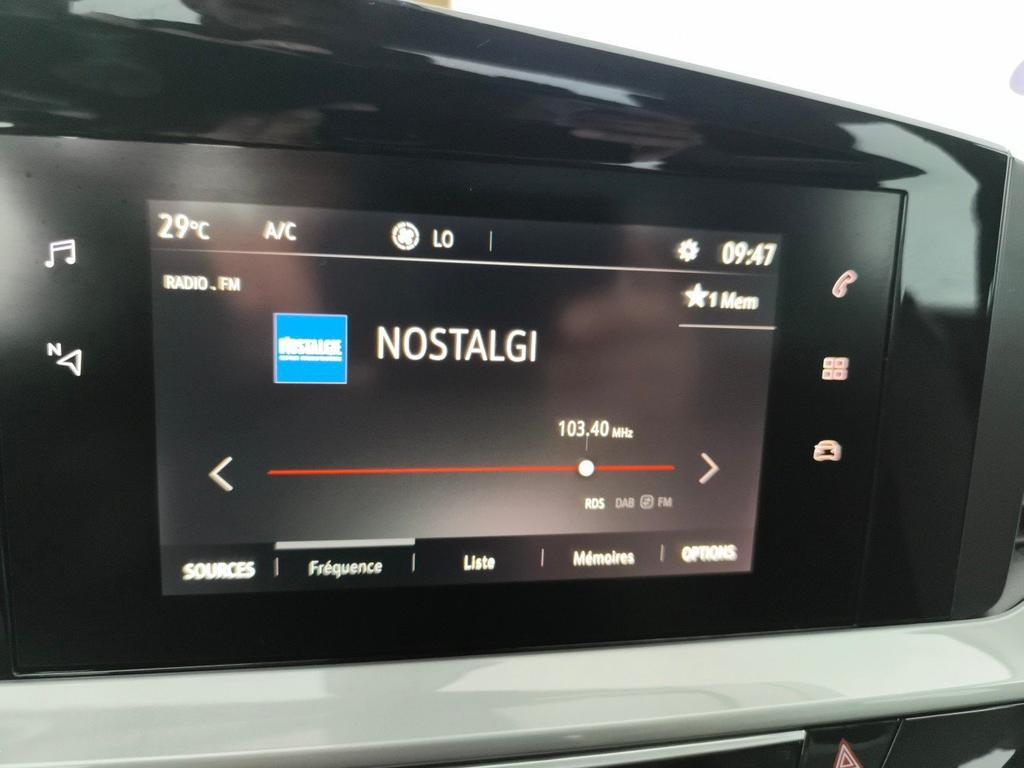 29°C A/C LO 09:47
RADIO FM
1 Mem
NOSTALGIE
NOSTALGI
N
103.40 MHz
RDS DAB FM
SOURCES Fréquence Liste Mémoires OPTIONS